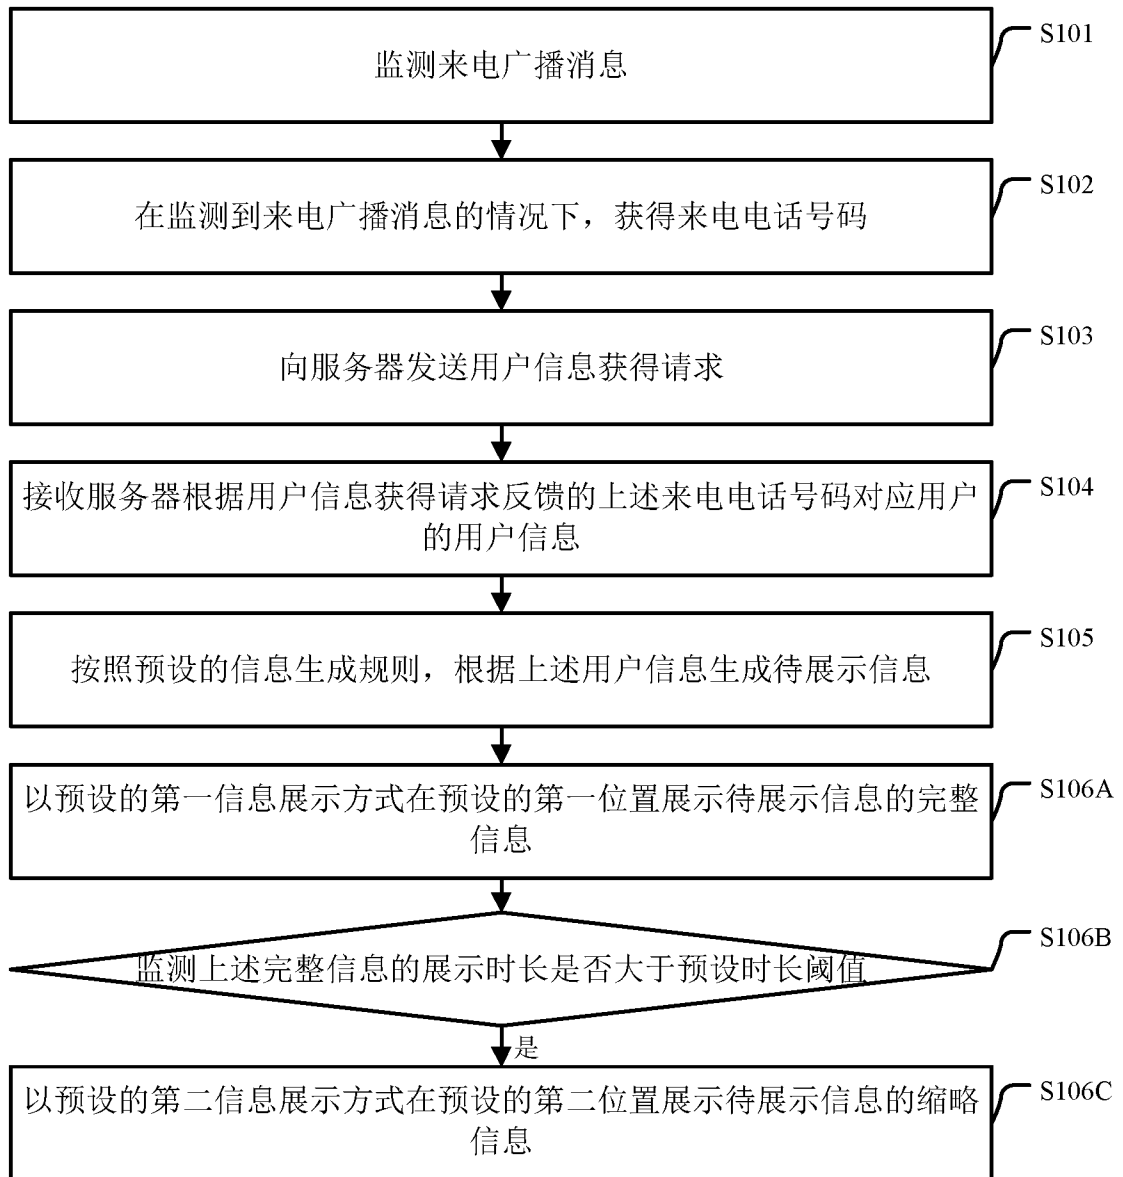 监测来电广播消息
S101
在监测到来电广播消息的情况下，获得来电电话号码
S102
向服务器发送用户信息获得请求
S103
接收服务器根据用户信息获得请求反馈的上述来电电话号码对应用户
的用户信息
S104
按照预设的信息生成规则，根据上述用户信息生成待展示信息
S105
以预设的第一信息展示方式在预设的第一位置展示待展示信息的完整
信息
S106A
监测上述完整信息的展示时长是否大于预设时长阈值
S106B
是
以预设的第二信息展示方式在预设的第二位置展示待展示信息的缩略
信息
S106C